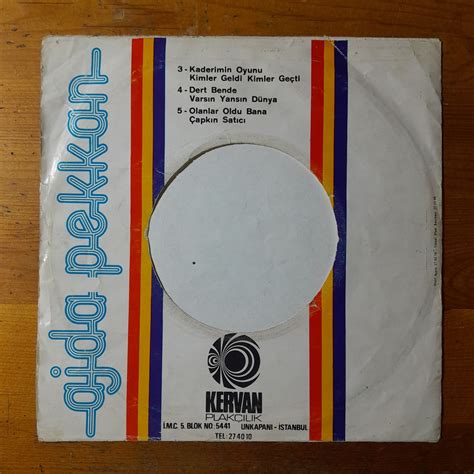 ajda pekkan
3 - Kaderimin Oyunu
Kimler Geldi Kimler Geçti
4 - Dert Bende
Varsın Yansın Dünya
5 - Olanlar Oldu Bana
Çapkın Satıcı
KERVAN
PLAKÇILIK
İ.M.C. 5. BLOK NO: 5441 UNKAPANI - İSTANBUL
TEL: 27 40 10